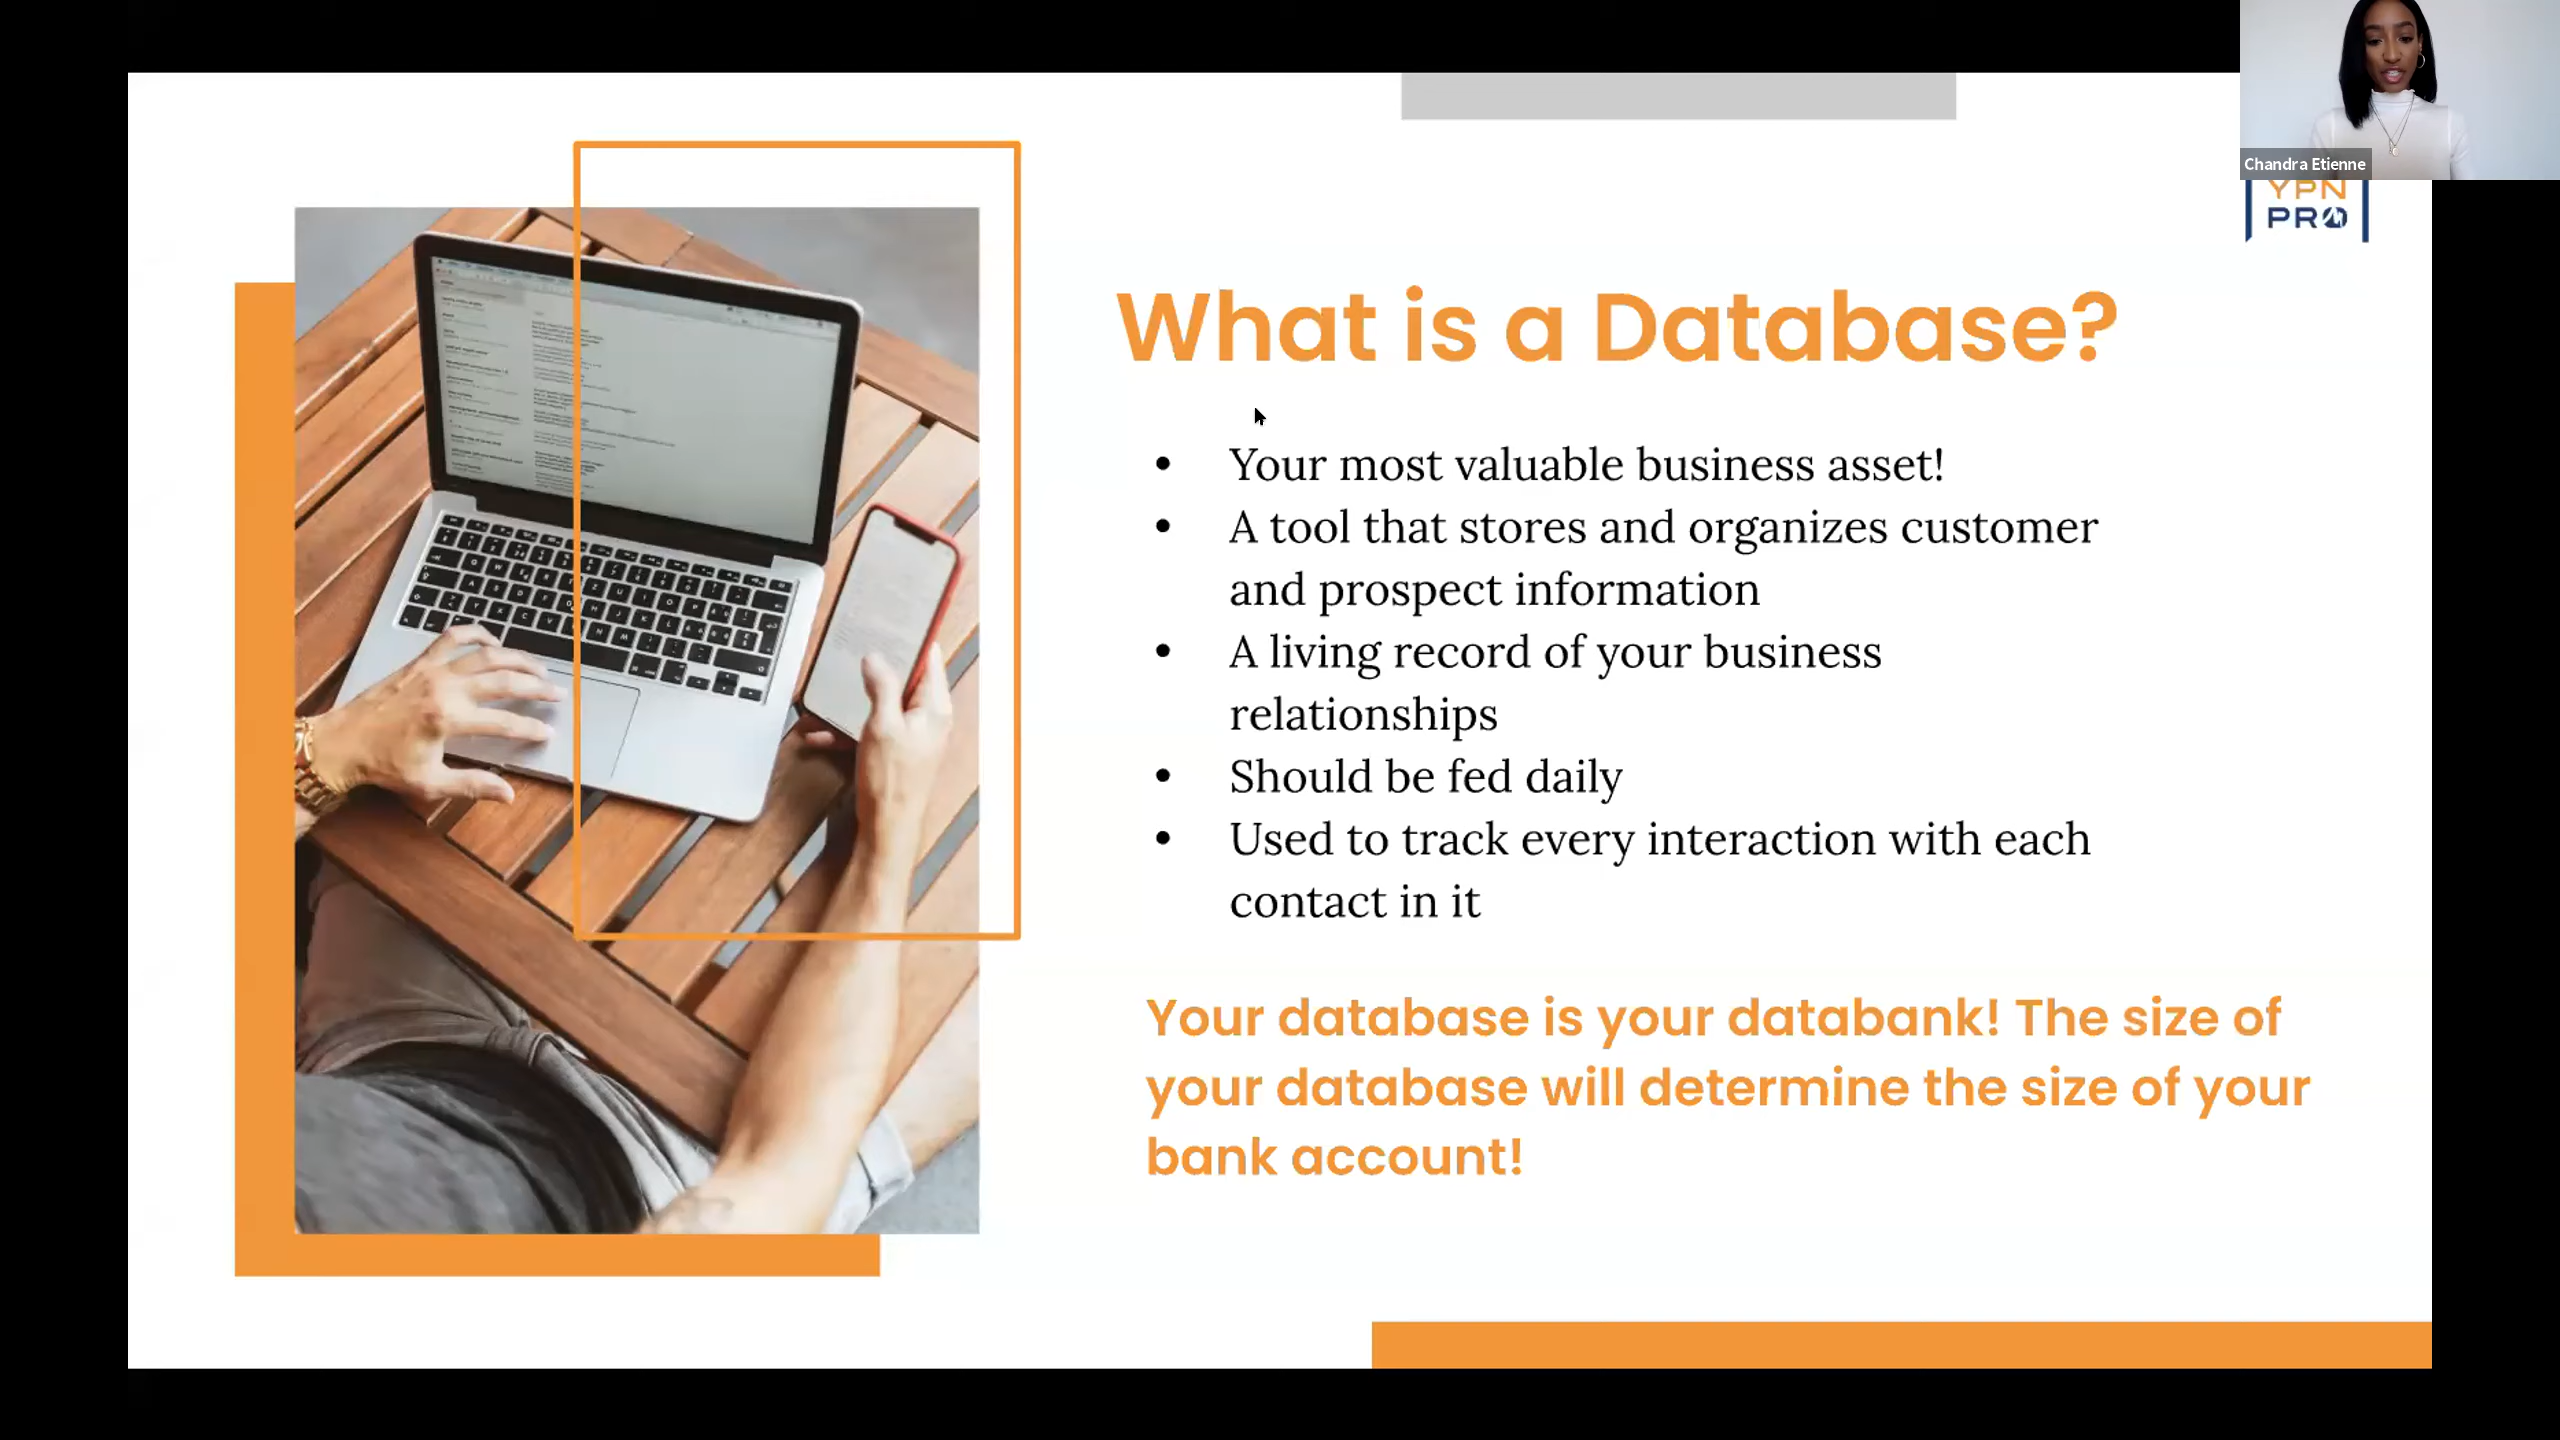 Chandra Etienne
YPN
PRO
What is a Database?
• Your most valuable business asset!
• A tool that stores and organizes customer
and prospect information
• A living record of your business
relationships
• Should be fed daily
• Used to track every interaction with each
contact in it
Your database is your databank! The size of
your database will determine the size of your
bank account!